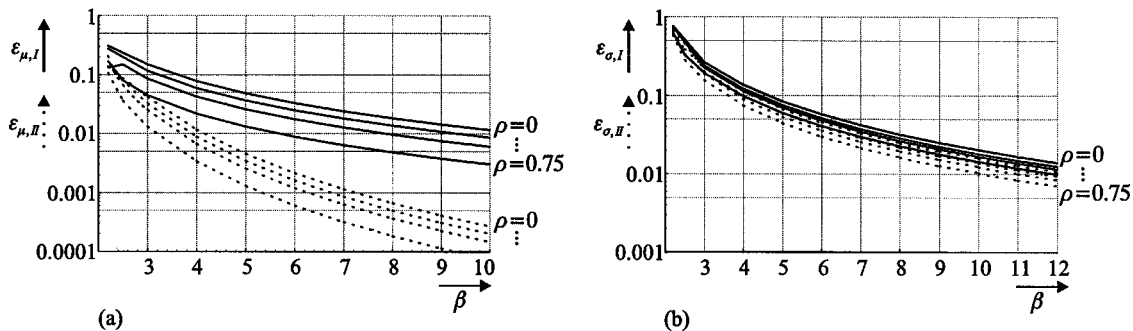 1
ε_{μ,I}
0.1
ε_{μ,II}
0.01
0.001
0.0001
ρ=0
⋮
ρ=0.75
ρ=0
⋮
3 4 5 6 7 8 9 10
β
(a)
1
ε_{σ,I}
0.1
ε_{σ,II}
0.01
0.001
ρ=0
⋮
ρ=0.75
3 4 5 6 7 8 9 10 11 12
β
(b)